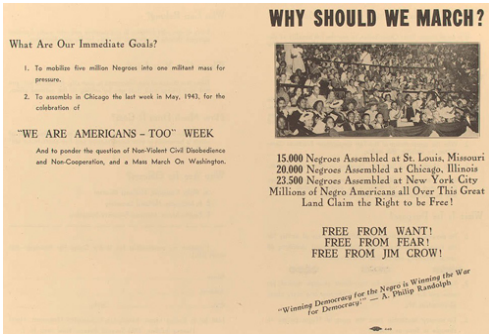 What Are Our Immediate Goals?
1. To mobilize five million Negroes into one militant mass for
pressure.
2. To assemble in Chicago the last week in May, 1943, for the
celebration of
"WE ARE AMERICANS – TOO" WEEK
And to ponder the question of Non-Violent Civil Disobedience
and Non-Cooperation, and a Mass March On Washington.
WHY SHOULD WE MARCH?
15.000 Negroes Assembled at St. Louis, Missouri
20.000 Negroes Assembled at Chicago, Illinois
23.500 Negroes Assembled at New York City
Millions of Negro Americans all Over This Great
Land Claim the Right to be Free!
FREE FROM WANT!
FREE FROM FEAR!
FREE FROM JIM CROW!
"Winning Democracy for the Negro is Winning the War
for Democracy!" — A. Philip Randolph